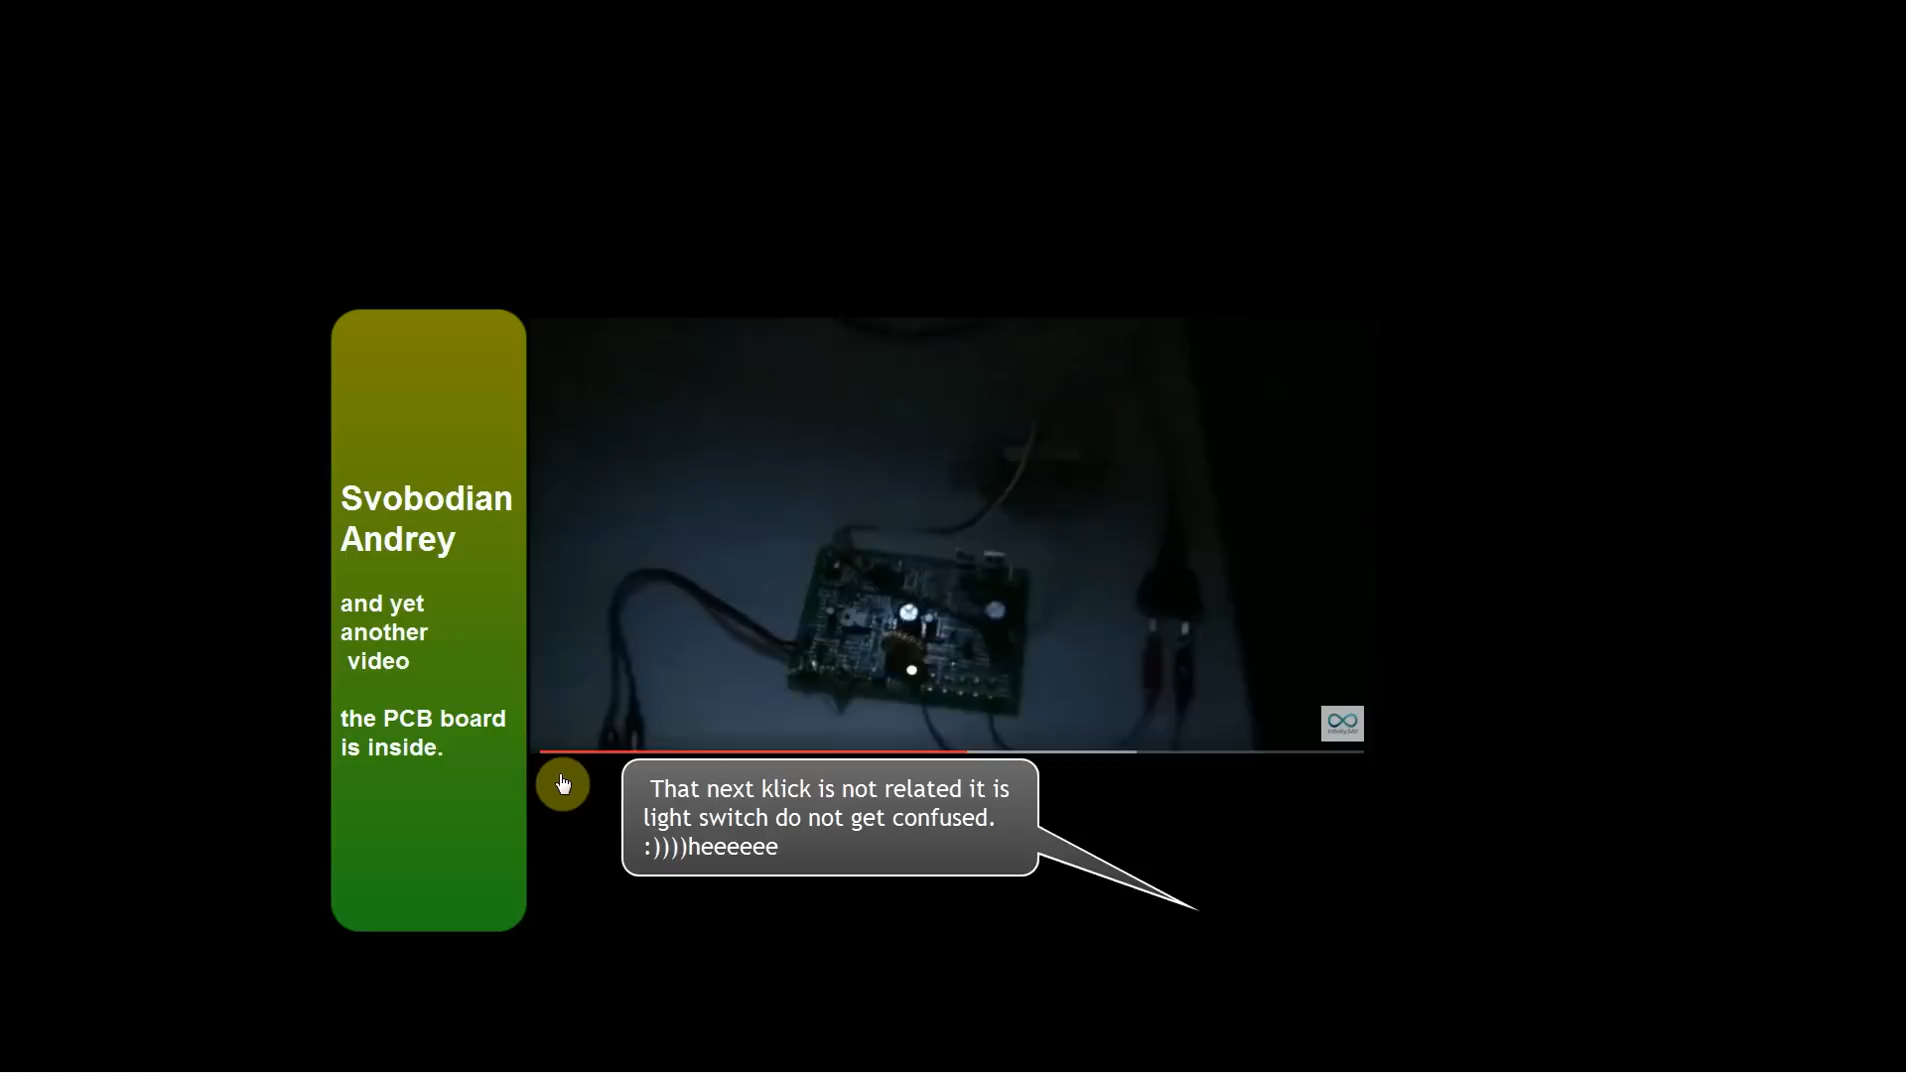 Svobodian
Andrey
and yet
another
video
the PCB board
is inside.
That next klick is not related it is
light switch do not get confused.
:))))heeeeee